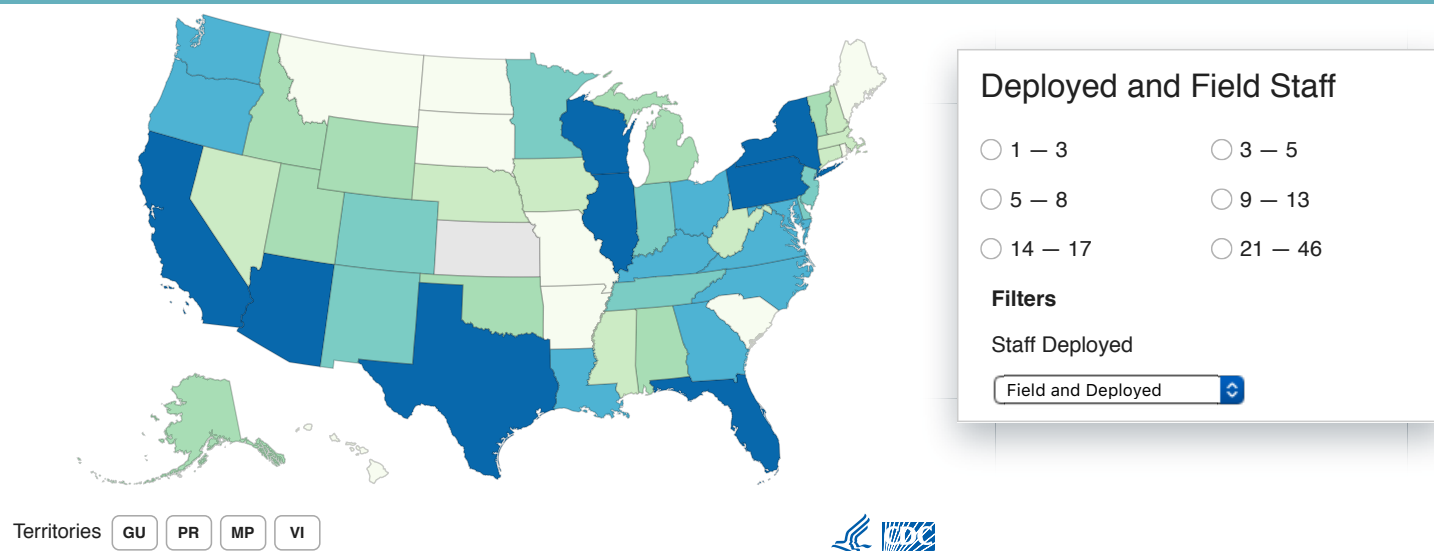 Deployed and Field Staff
1 — 3
3 — 5
5 — 8
9 — 13
14 — 17
21 — 46
Filters
Staff Deployed
Field and Deployed
Territories GU PR MP VI
CDC